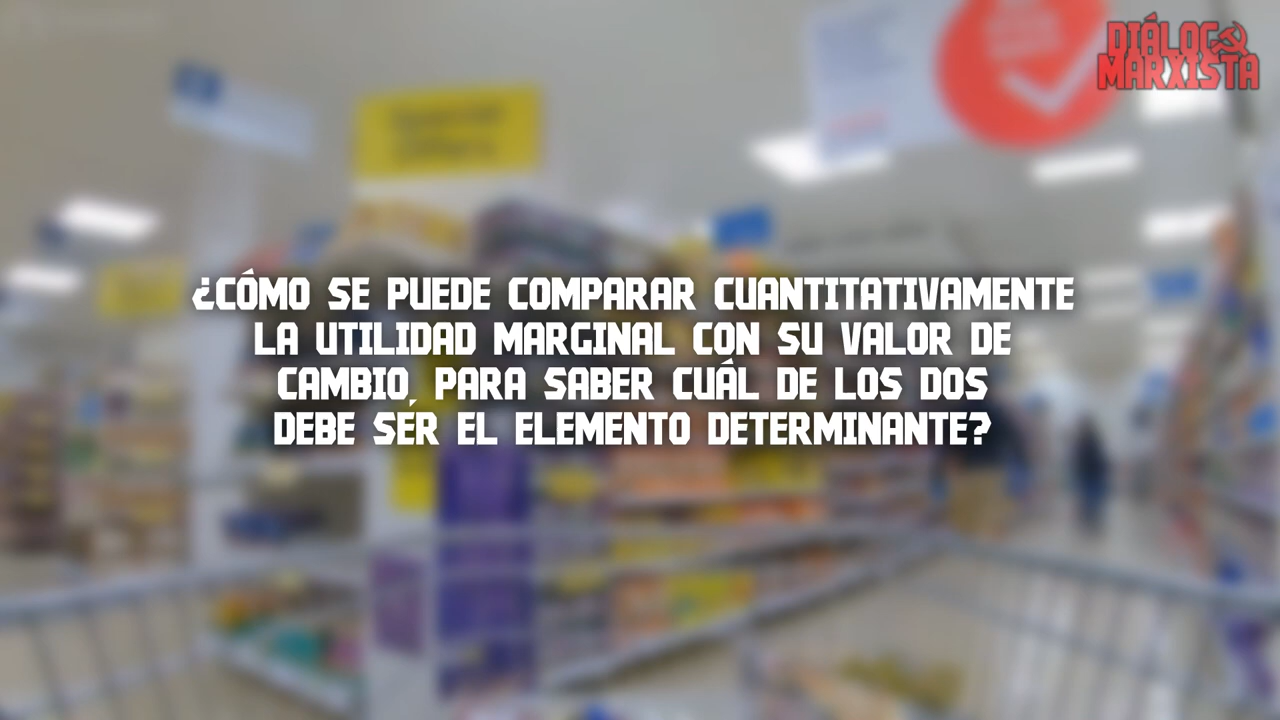 DIÁLOGO
MARXISTA
¿CÓMO SE PUEDE COMPARAR CUANTITATIVAMENTE
LA UTILIDAD MARGINAL CON SU VALOR DE
CAMBIO, PARA SABER CUÁL DE LOS DOS
DEBE SER EL ELEMENTO DETERMINANTE?